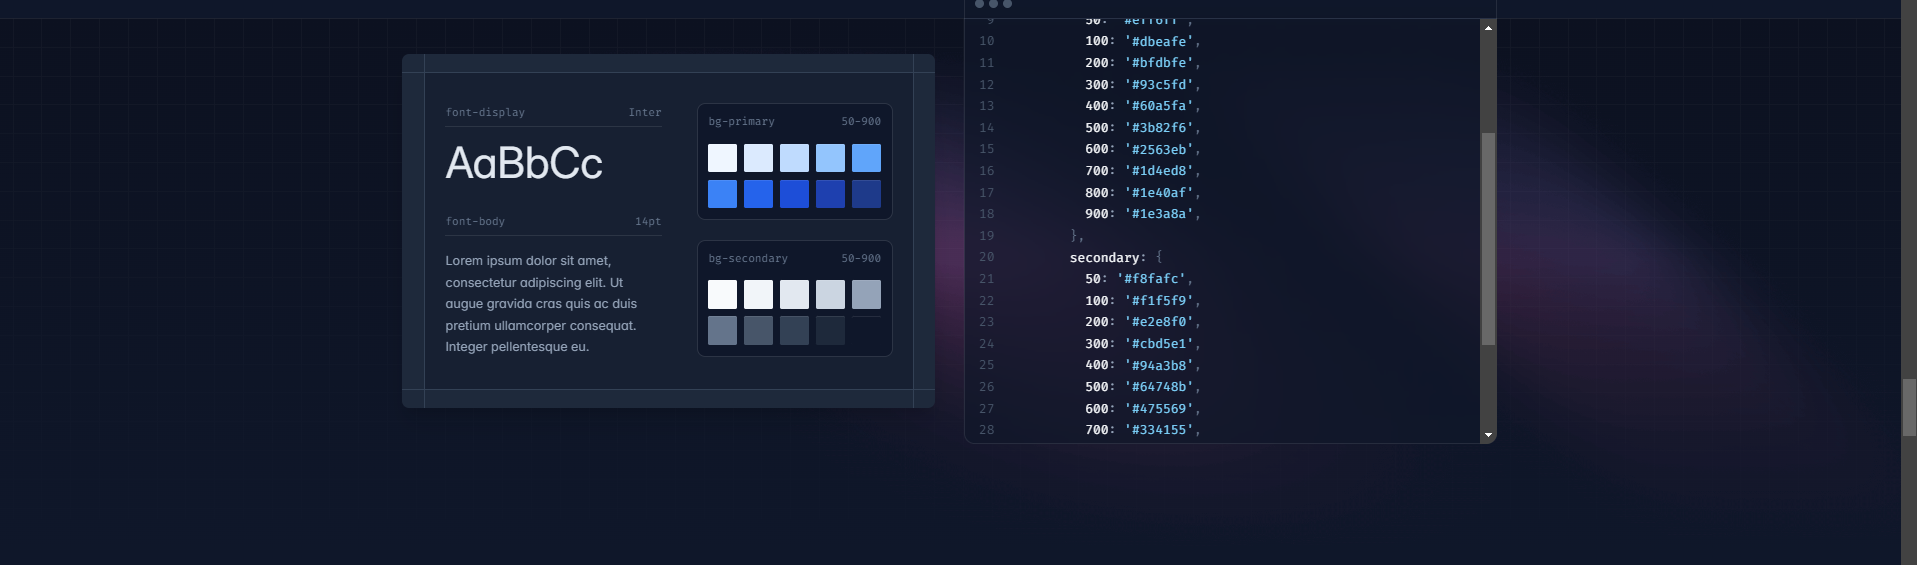 font-display Inter
AaBbCc
font-body 14pt
Lorem ipsum dolor sit amet,
consectetur adipiscing elit. Ut
augue gravida cras quis ac duis
pretium ullamcorper consequat.
Integer pellentesque eu.
bg-primary 50-900
bg-secondary 50-900
9 50: '#eff6ff',
10 100: '#dbeafe',
11 200: '#bfdbfe',
12 300: '#93c5fd',
13 400: '#60a5fa',
14 500: '#3b82f6',
15 600: '#2563eb',
16 700: '#1d4ed8',
17 800: '#1e40af',
18 900: '#1e3a8a',
19 },
20 secondary: {
21 50: '#f8fafc',
22 100: '#f1f5f9',
23 200: '#e2e8f0',
24 300: '#cbd5e1',
25 400: '#94a3b8',
26 500: '#64748b',
27 600: '#475569',
28 700: '#334155',